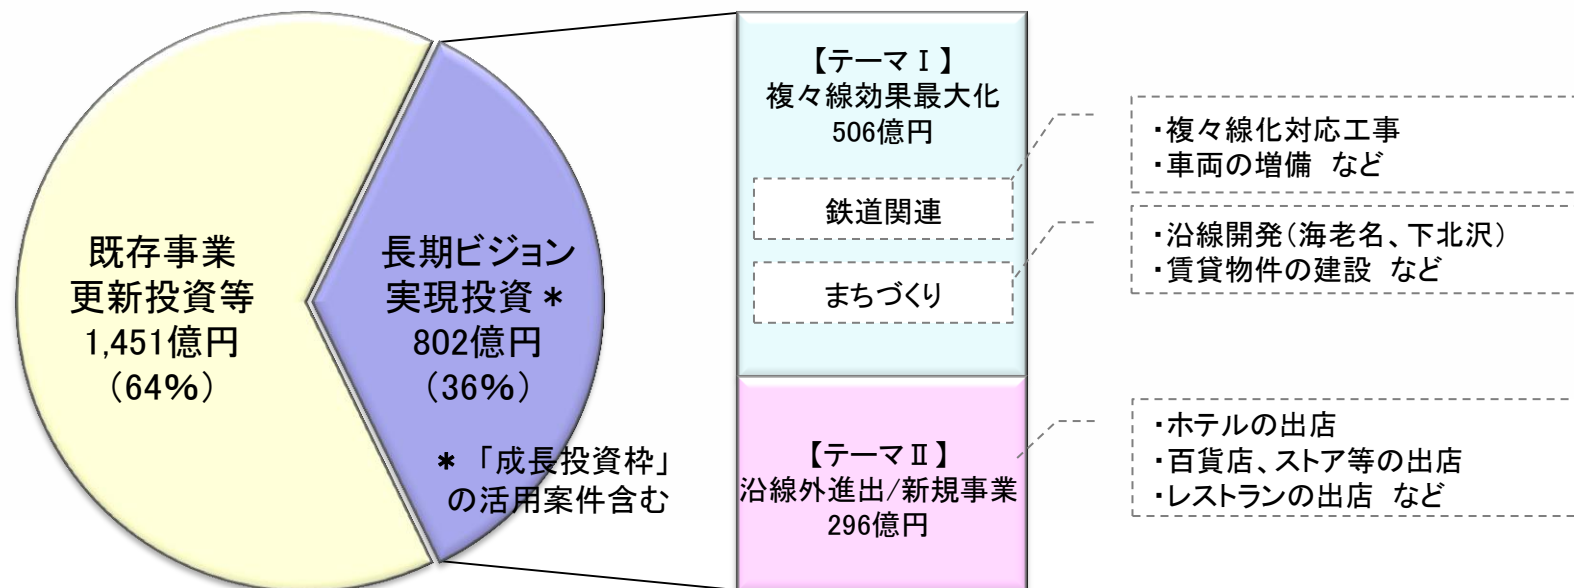 既存事業
更新投資等
1,451億円
(64%)
長期ビジョン
実現投資*
802億円
(36%)
*「成長投資枠」
の活用案件含む
【テーマⅠ】
複々線効果最大化
506億円
鉄道関連
まちづくり
【テーマⅡ】
沿線外進出/新規事業
296億円
・複々線化対応工事
・車両の増備 など
・沿線開発(海老名、下北沢)
・賃貸物件の建設 など
・ホテルの出店
・百貨店、ストア等の出店
・レストランの出店 など